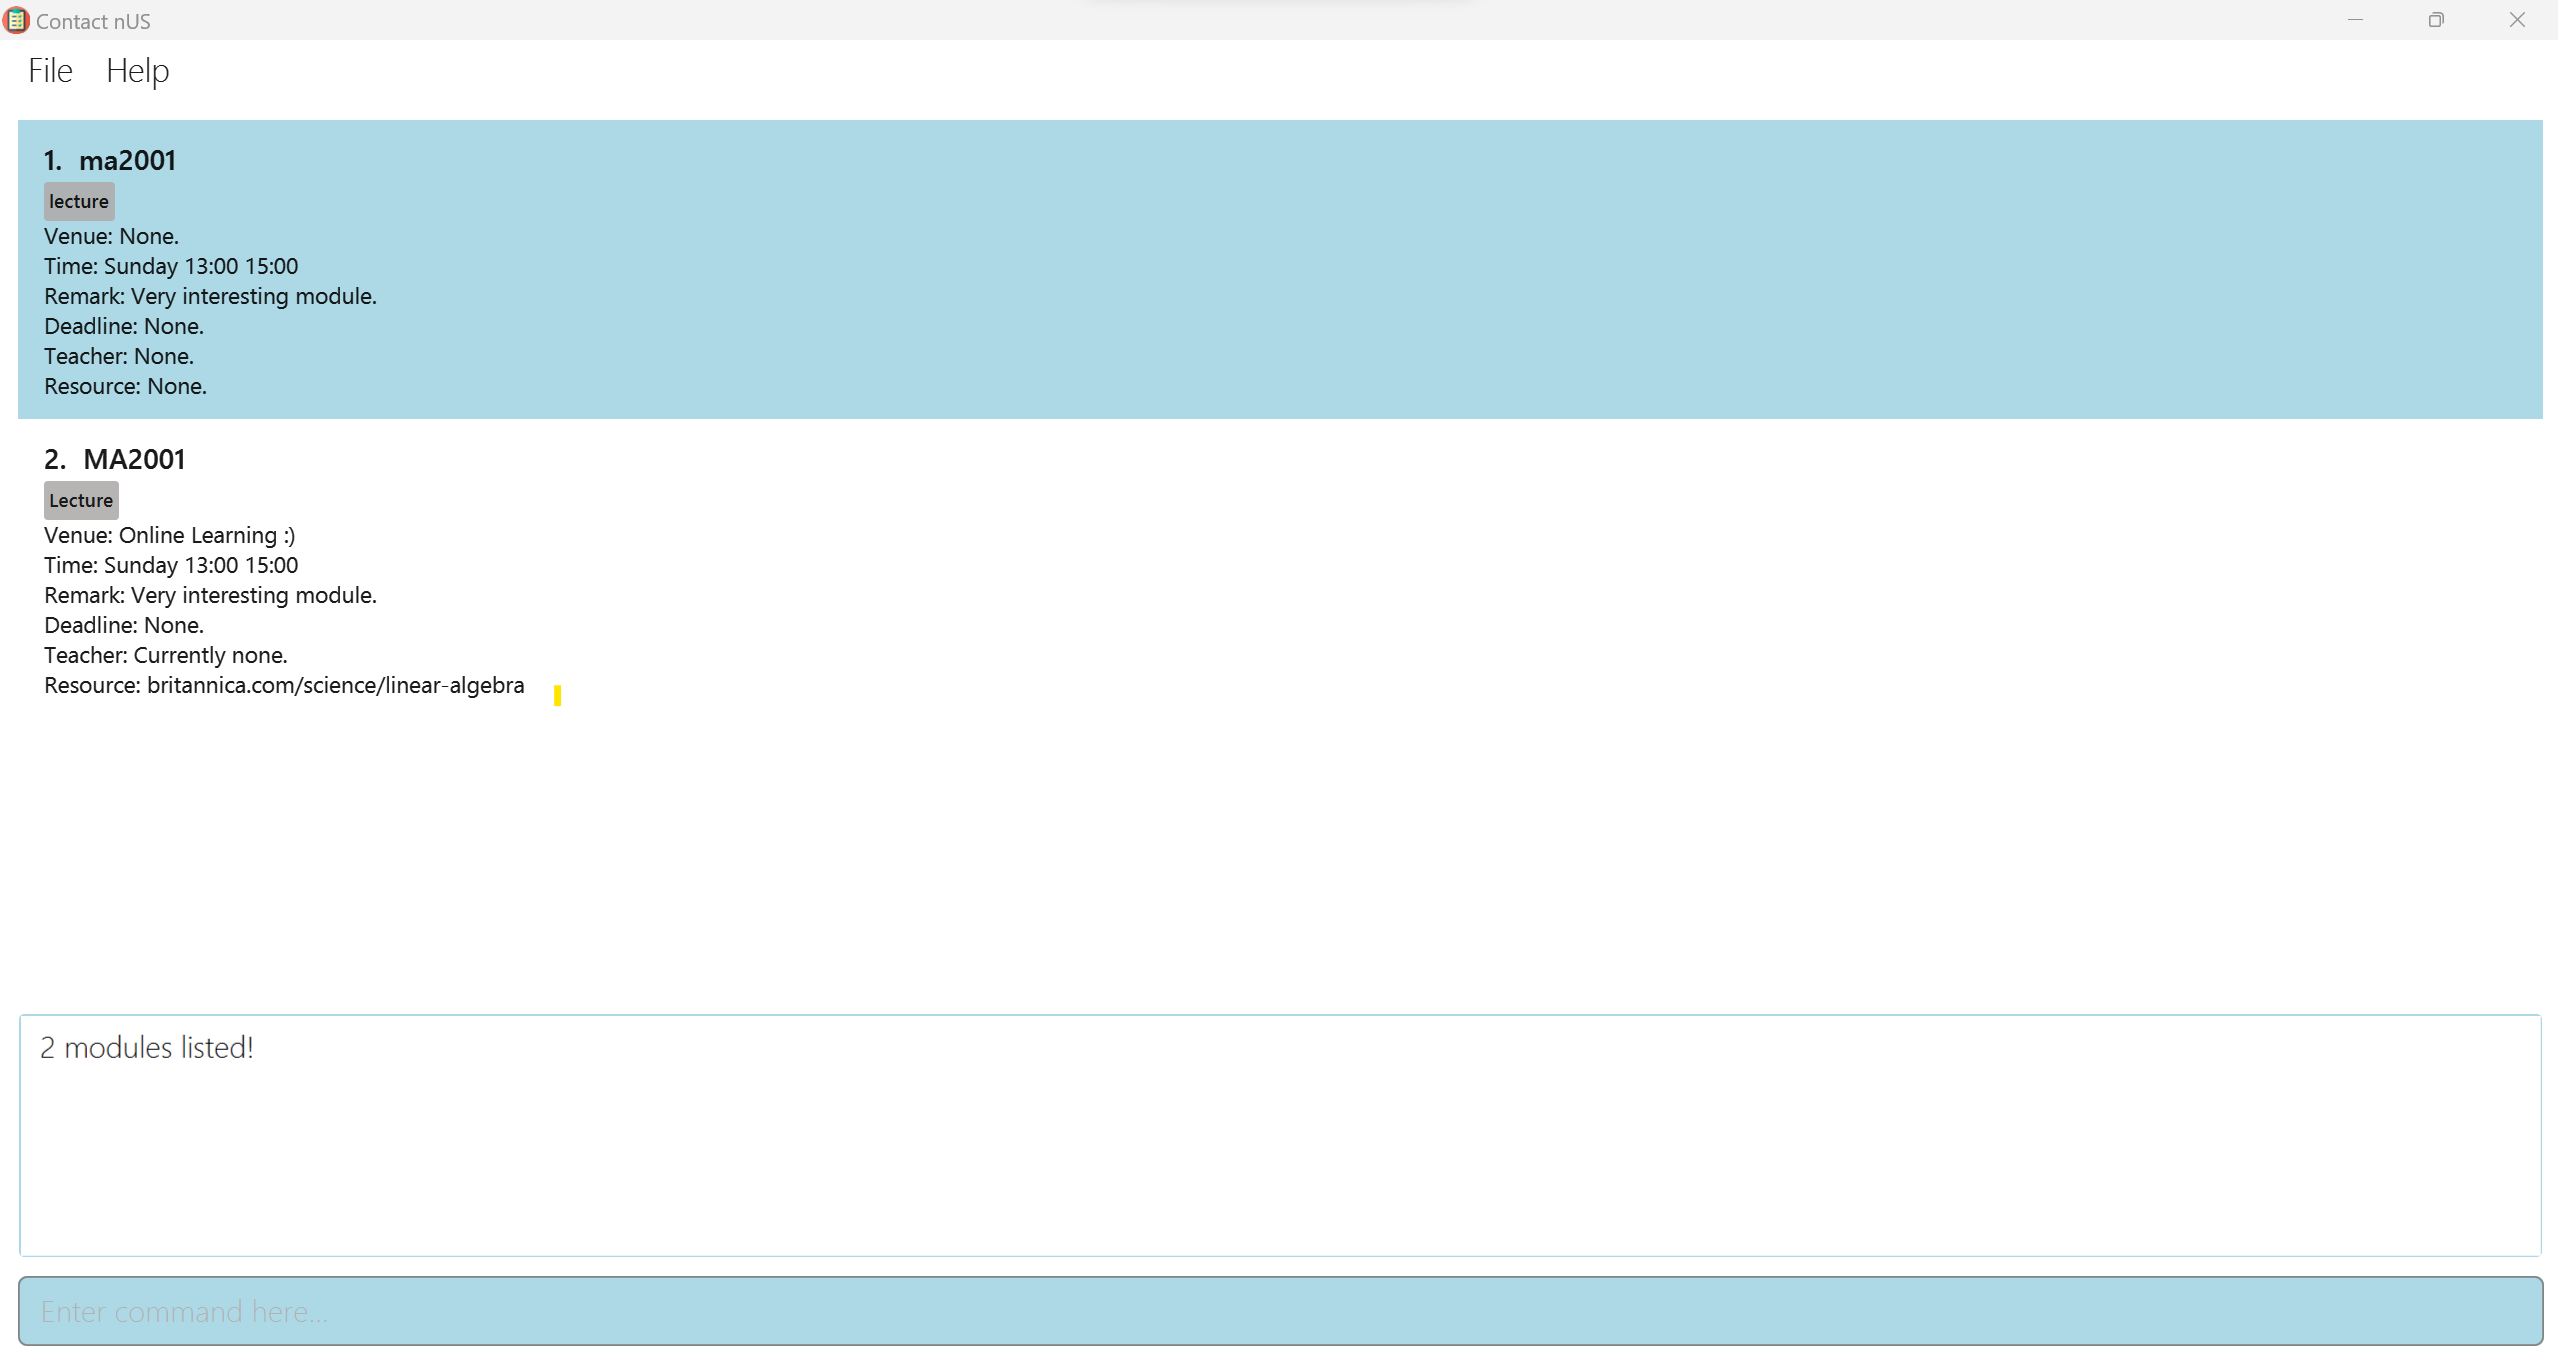 Contact nUS
File Help
1. ma2001
lecture
Venue: None.
Time: Sunday 13:00 15:00
Remark: Very interesting module.
Deadline: None.
Teacher: None.
Resource: None.
2. MA2001
Lecture
Venue: Online Learning :)
Time: Sunday 13:00 15:00
Remark: Very interesting module.
Deadline: None.
Teacher: Currently none.
Resource: britannica.com/science/linear-algebra
2 modules listed!
Enter command here...